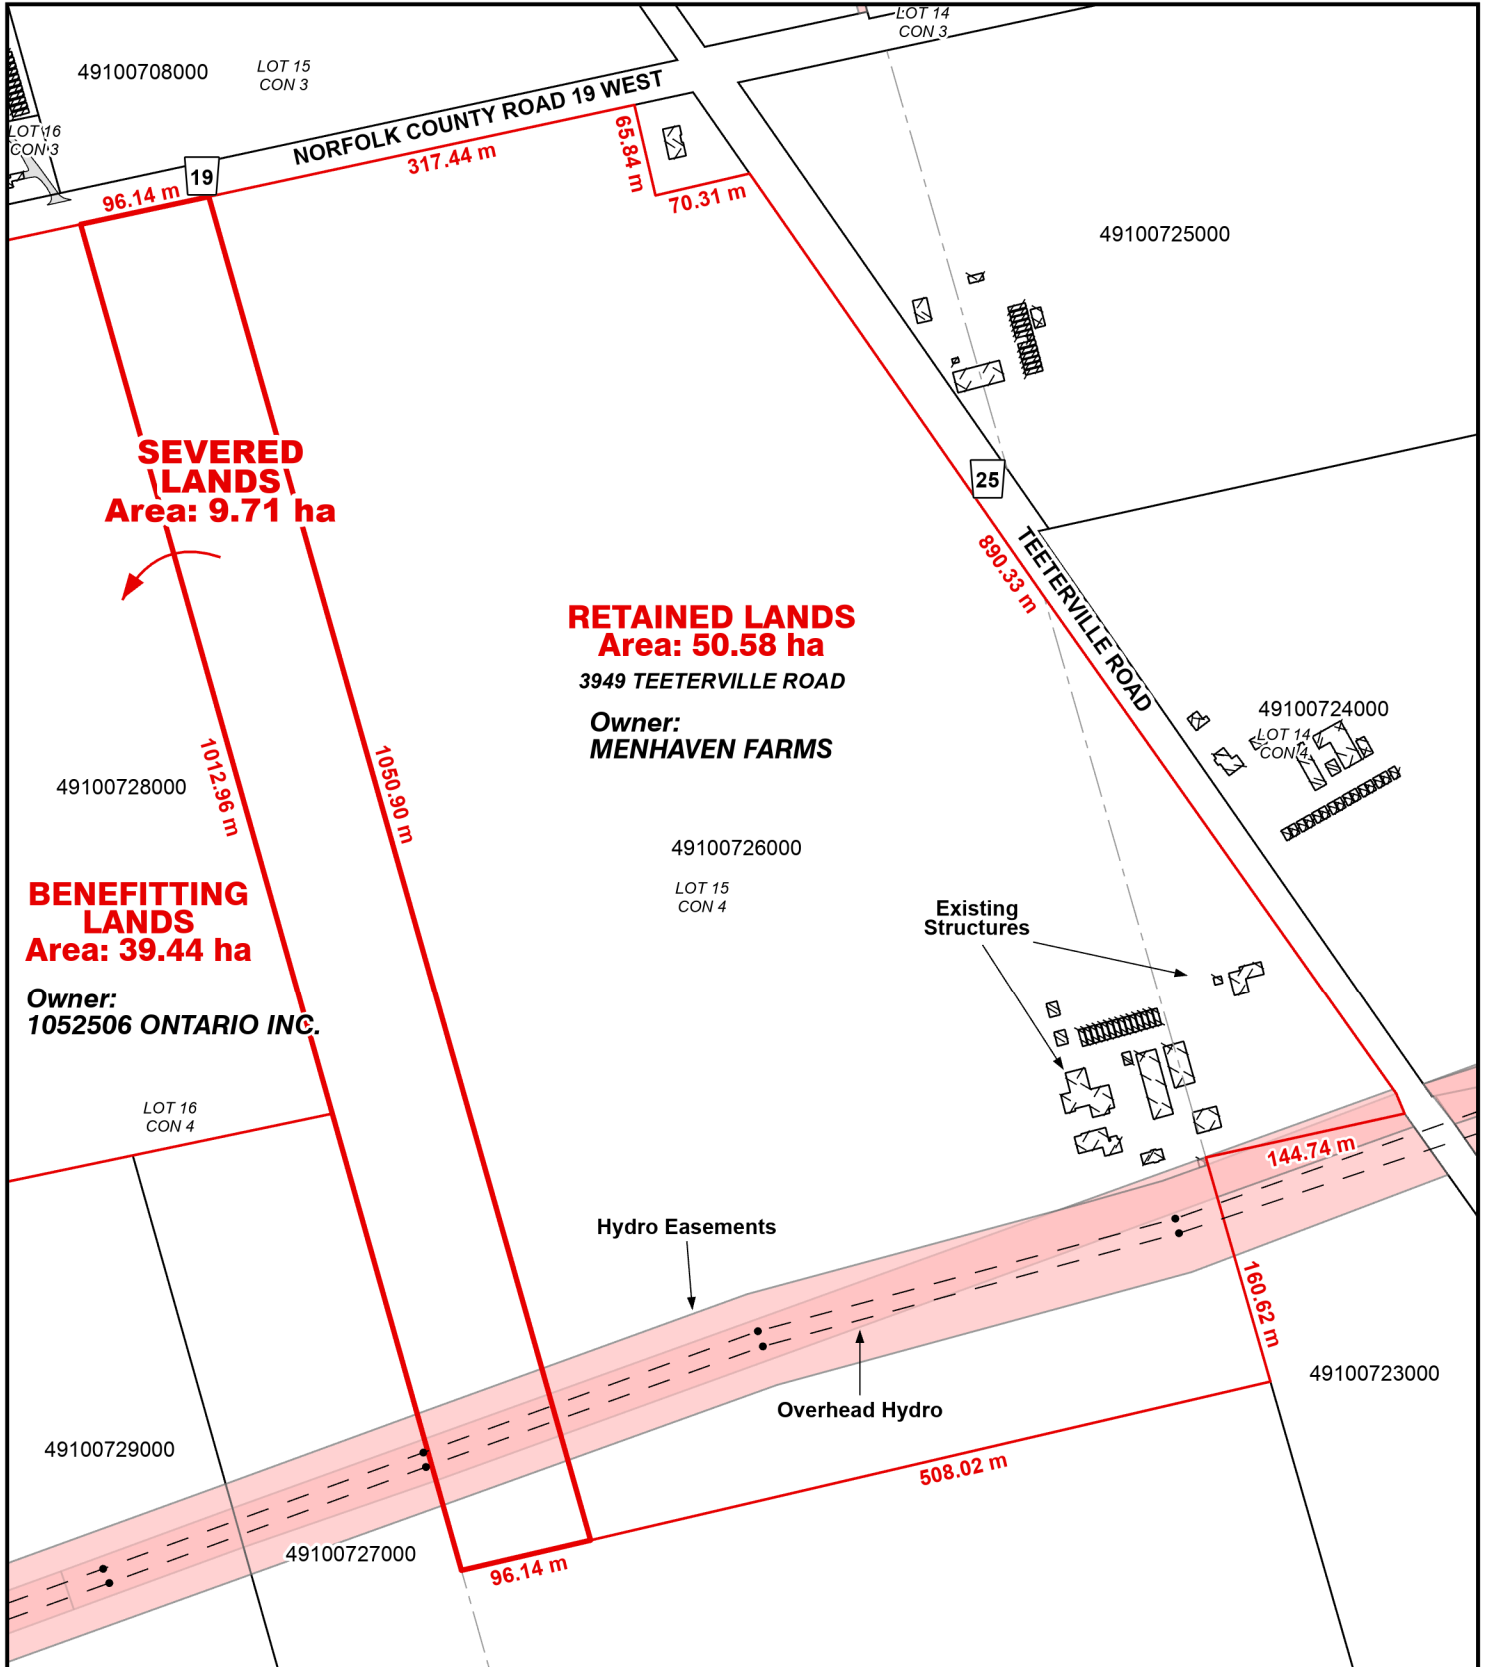 LOT 14
CON 3
49100708000
LOT 15
CON 3
NORFOLK COUNTY ROAD 19 WEST
LOT 16
CON 3
19
96.14 m
317.44 m
65.84 m
70.31 m
49100725000
SEVERED
LANDS
Area: 9.71 ha
25
890.33 m
TEETERVILLE ROAD
RETAINED LANDS
Area: 50.58 ha
3949 TEETERVILLE ROAD
Owner:
MENHAVEN FARMS
49100724000
LOT 14
CON 4
1012.96 m
1050.90 m
49100728000
49100726000
LOT 15
CON 4
BENEFITTING
LANDS
Area: 39.44 ha
Owner:
1052506 ONTARIO INC.
Existing
Structures
LOT 16
CON 4
144.74 m
Hydro Easements
160.62 m
49100723000
Overhead Hydro
49100729000
508.02 m
49100727000
96.14 m